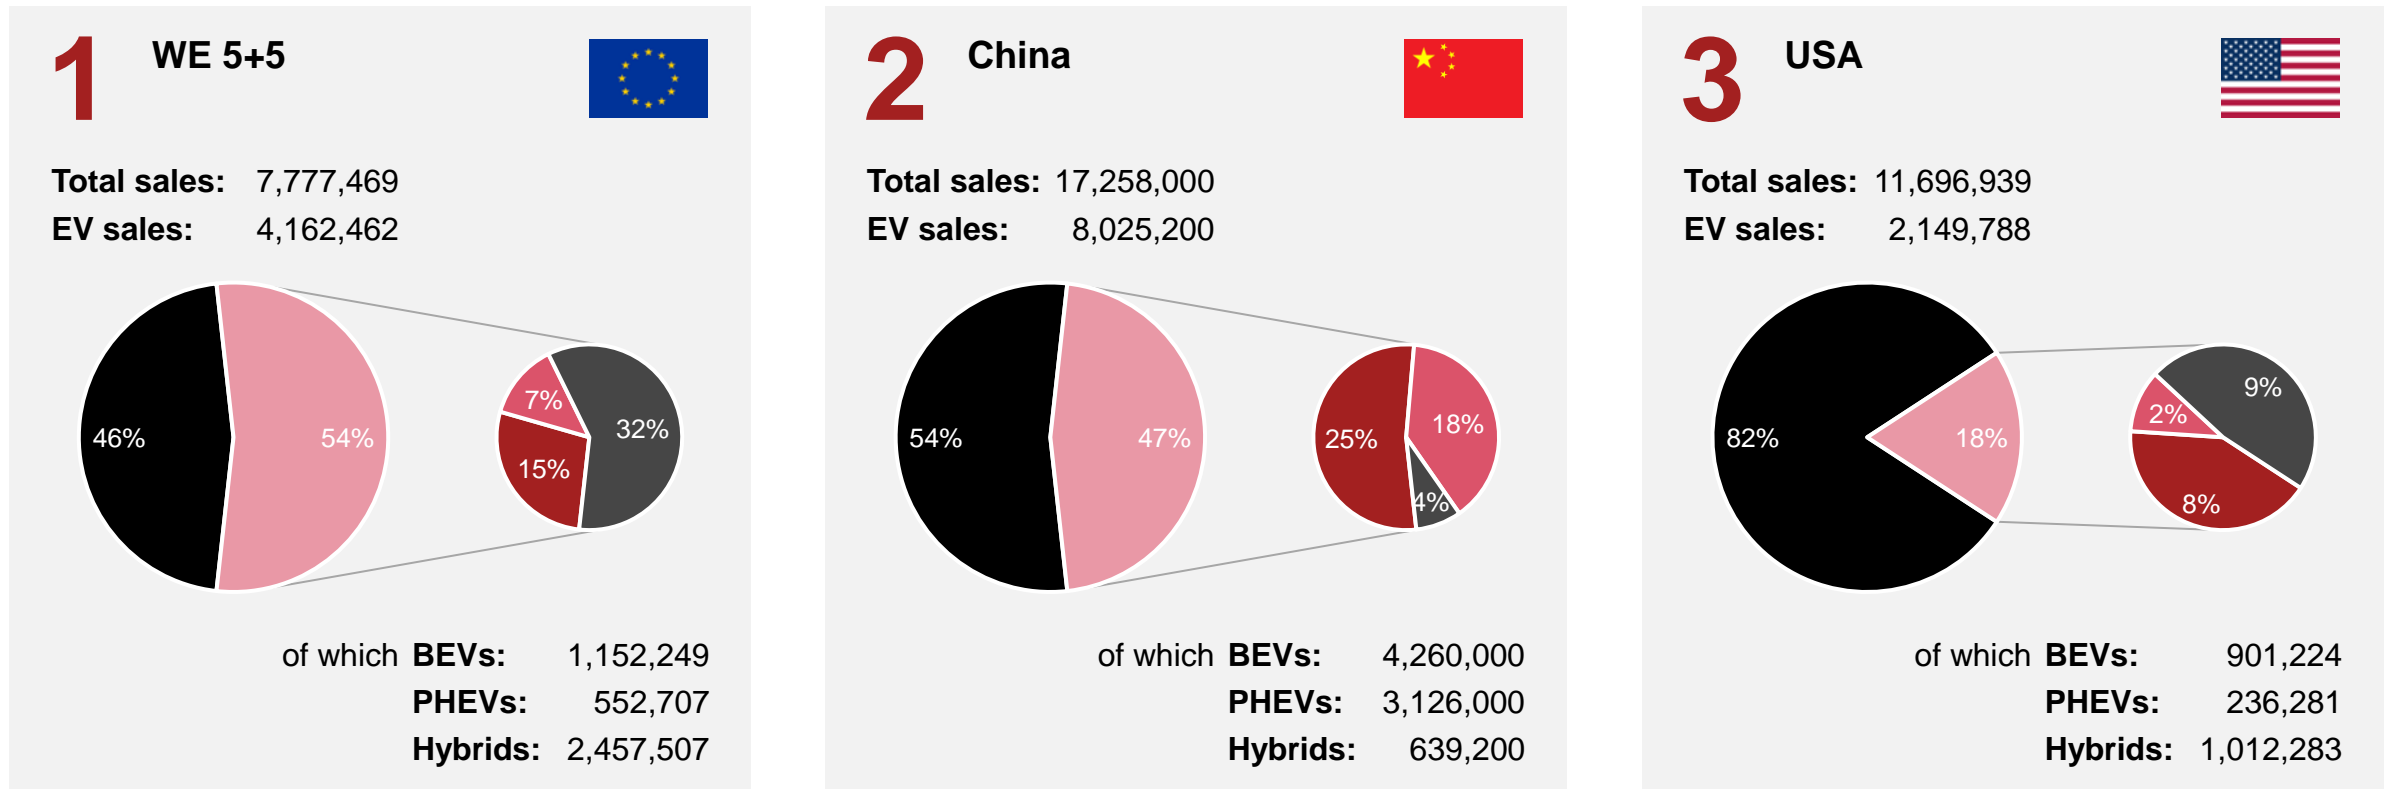 1 WE 5+5
Total sales: 7,777,469
EV sales: 4,162,462
46%
54%
7%
32%
15%
of which BEVs: 1,152,249
PHEVs: 552,707
Hybrids: 2,457,507
2 China
Total sales: 17,258,000
EV sales: 8,025,200
54%
47%
25%
18%
4%
of which BEVs: 4,260,000
PHEVs: 3,126,000
Hybrids: 639,200
3 USA
Total sales: 11,696,939
EV sales: 2,149,788
82%
18%
9%
2%
8%
of which BEVs: 901,224
PHEVs: 236,281
Hybrids: 1,012,283